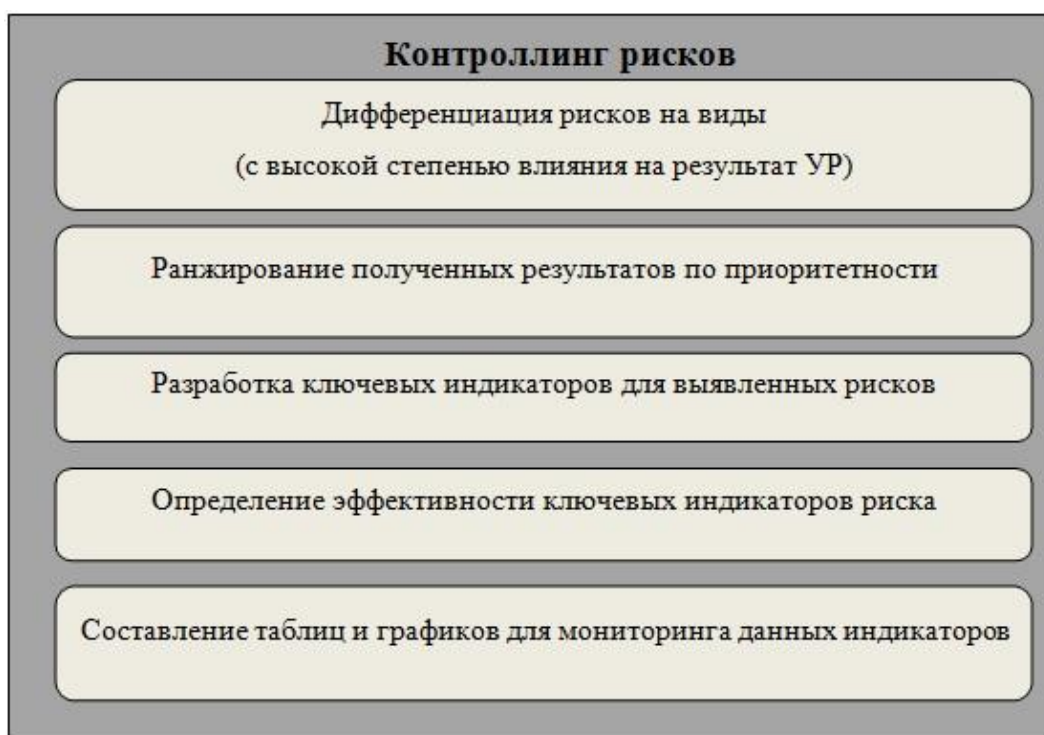 Контроллинг рисков
Дифференциация рисков на виды
(с высокой степенью влияния на результат УР)
Ранжирование полученных результатов по приоритетности
Разработка ключевых индикаторов для выявленных рисков
Определение эффективности ключевых индикаторов риска
Составление таблиц и графиков для мониторинга данных индикаторов